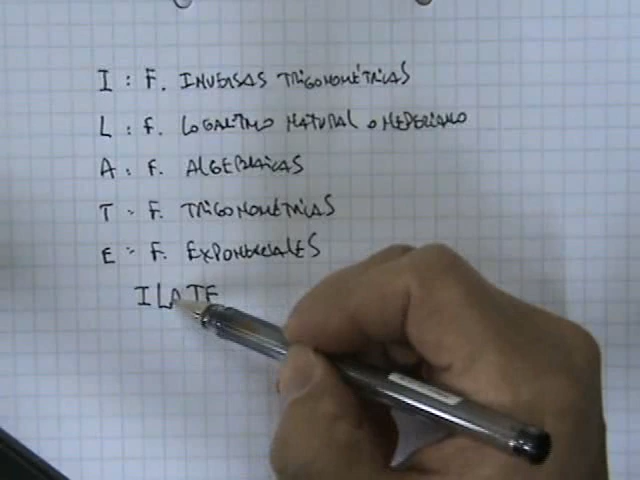 I : F. INVERSAS TRIGONOMÉTRICAS
L : F. LOGARITMO NATURAL O NEPERIANO
A : F. ALGEBRAICAS
T : F. TRIGONOMÉTRICAS
E : F. EXPONENCIALES
ILATE